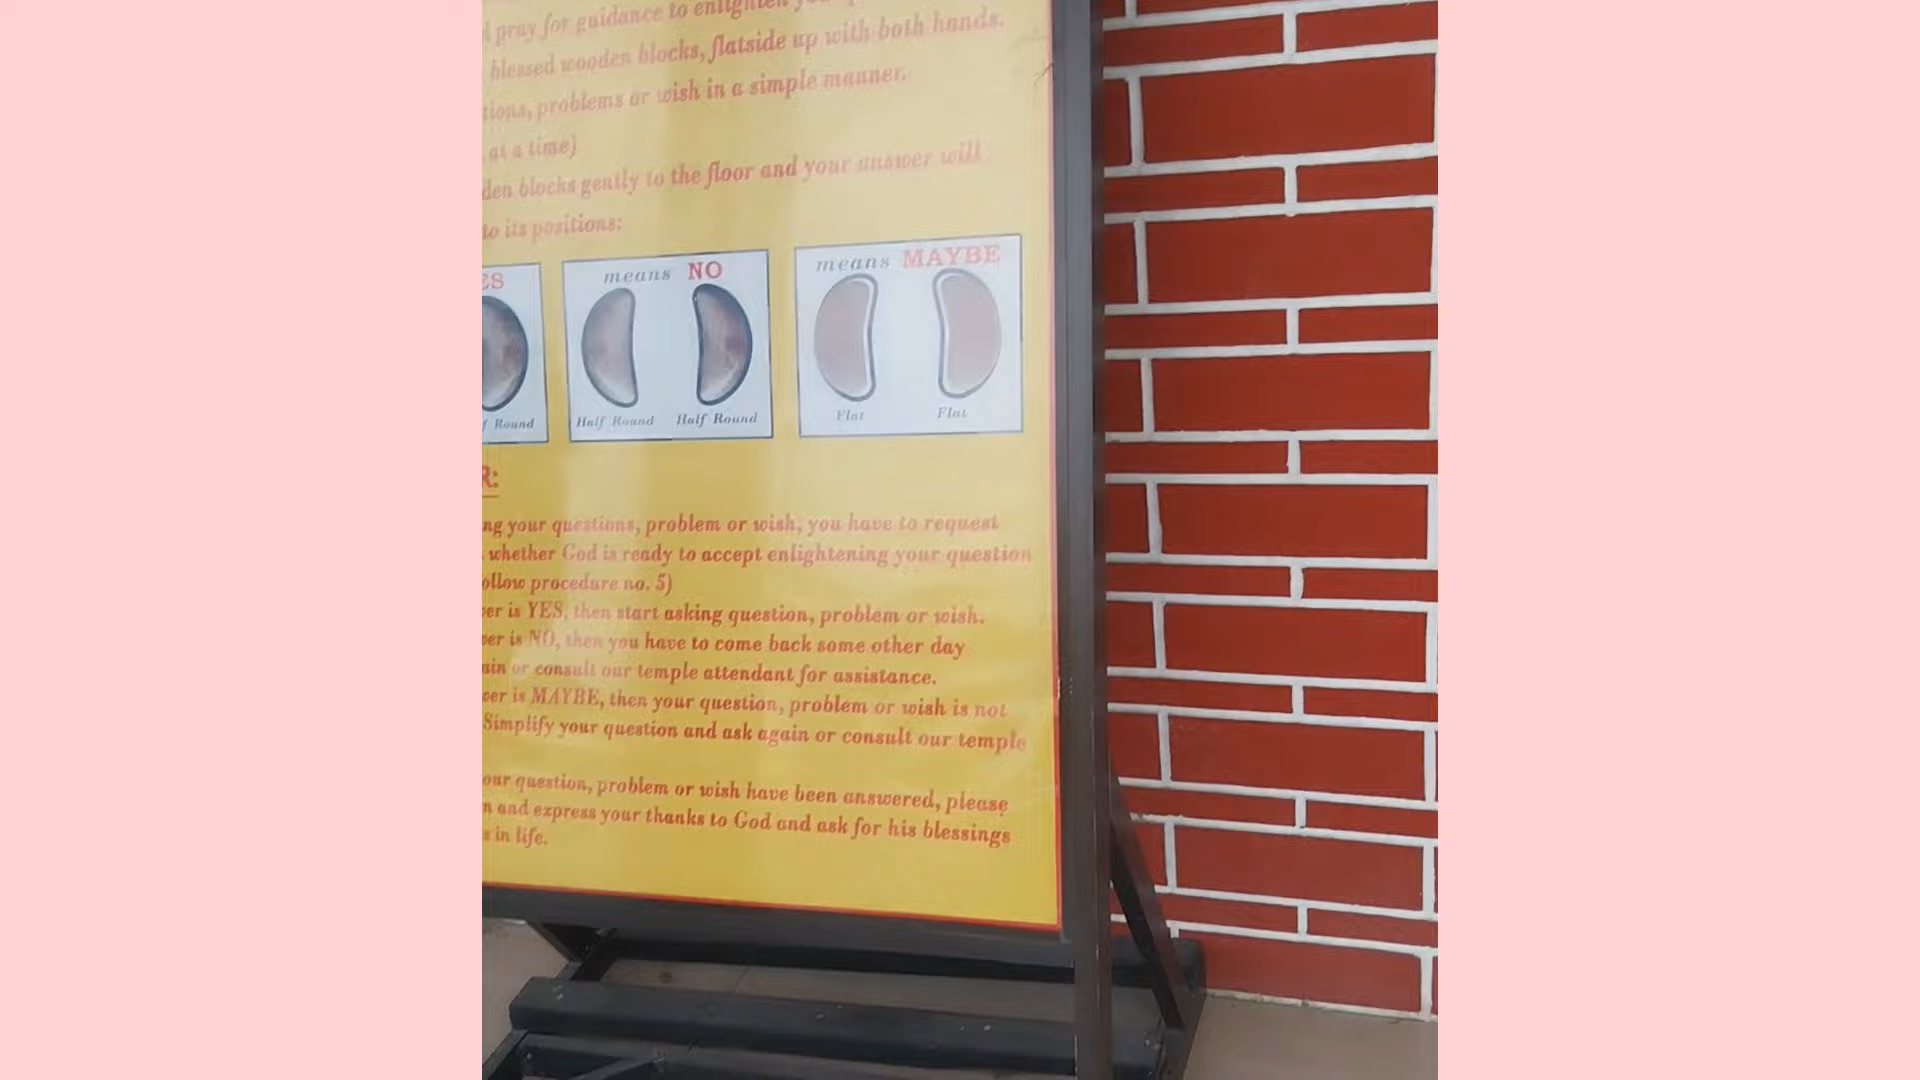 pray for guidance to enlighten
blessed wooden blocks, flatside up with both hands.
tions, problems or wish in a simple manner.
at a time)
den blocks gently to the floor and your answer will
to its positions:
ES
f Round
means NO
Half Round Half Round
means MAYBE
Flat Flat
R:
ng your questions, problem or wish, you have to request
whether God is ready to accept enlightening your question
ollow procedure no. 5)
er is YES, then start asking question, problem or wish.
er is NO, then you have to come back some other day
ain or consult our temple attendant for assistance.
er is MAYBE, then your question, problem or wish is not
Simplify your question and ask again or consult our temple
our question, problem or wish have been answered, please
n and express your thanks to God and ask for his blessings
s in life.